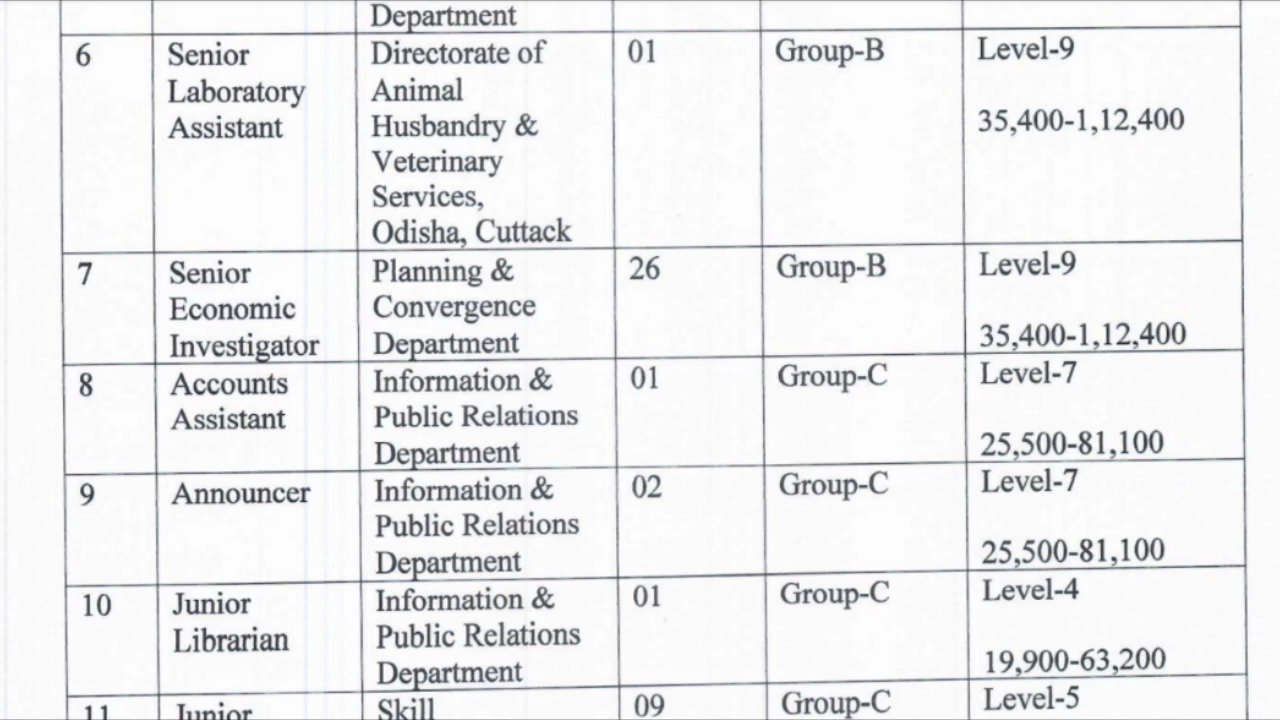 Department
6 Senior Directorate of 01 Group-B Level-9
Laboratory Animal
Assistant Husbandry & 35,400-1,12,400
Veterinary
Services,
Odisha, Cuttack
7 Senior Planning & 26 Group-B Level-9
Economic Convergence
Investigator Department 35,400-1,12,400
8 Accounts Information & 01 Group-C Level-7
Assistant Public Relations
Department 25,500-81,100
9 Announcer Information & 02 Group-C Level-7
Public Relations
Department 25,500-81,100
10 Junior Information & 01 Group-C Level-4
Librarian Public Relations
Department 19,900-63,200
11 Junior Skill 09 Group-C Level-5